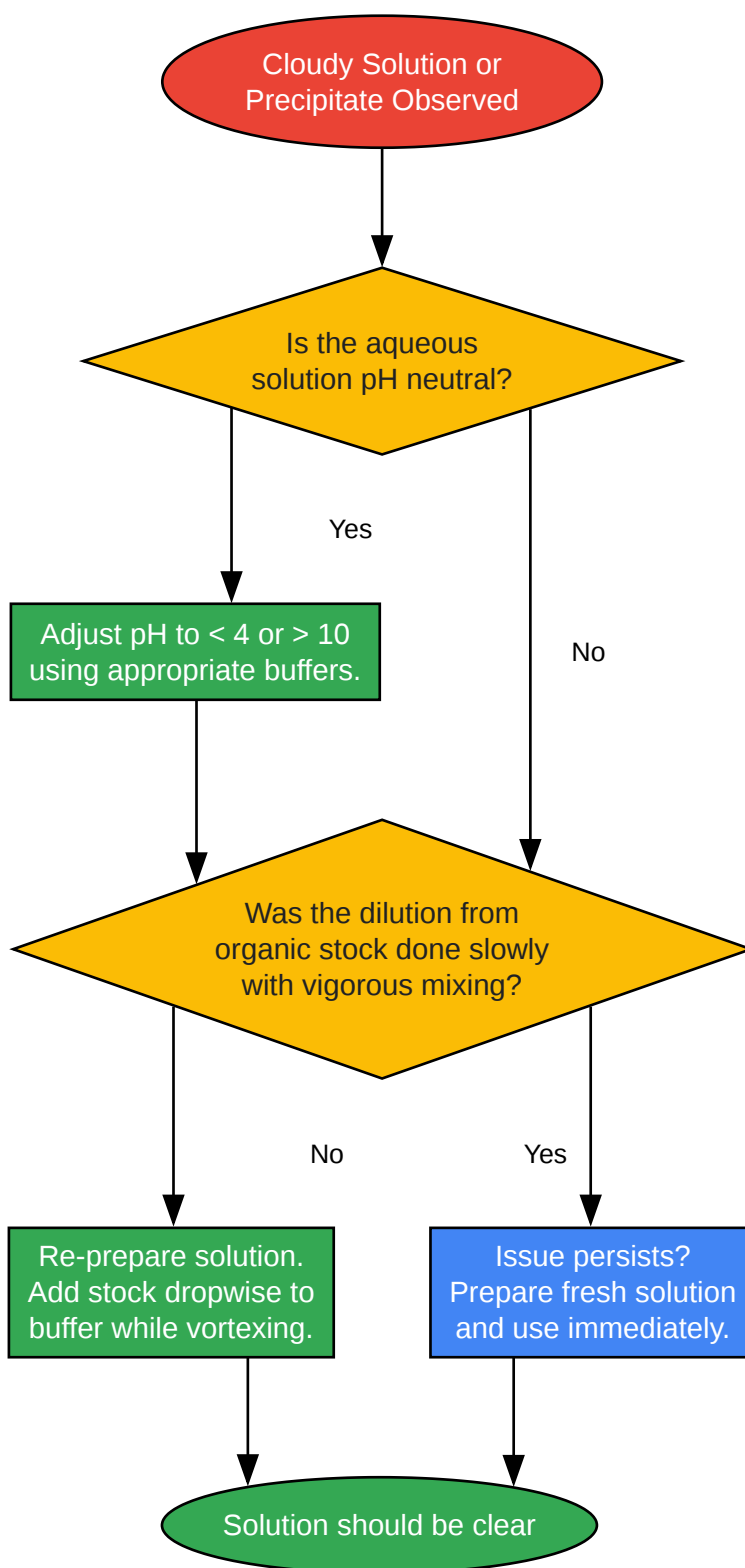 Cloudy Solution or
Precipitate Observed
Is the aqueous
solution pH neutral?
Yes
Adjust pH to < 4 or > 10
using appropriate buffers.
No
Was the dilution from
organic stock done slowly
with vigorous mixing?
No
Yes
Re-prepare solution.
Add stock dropwise to
buffer while vortexing.
Issue persists?
Prepare fresh solution
and use immediately.
Solution should be clear